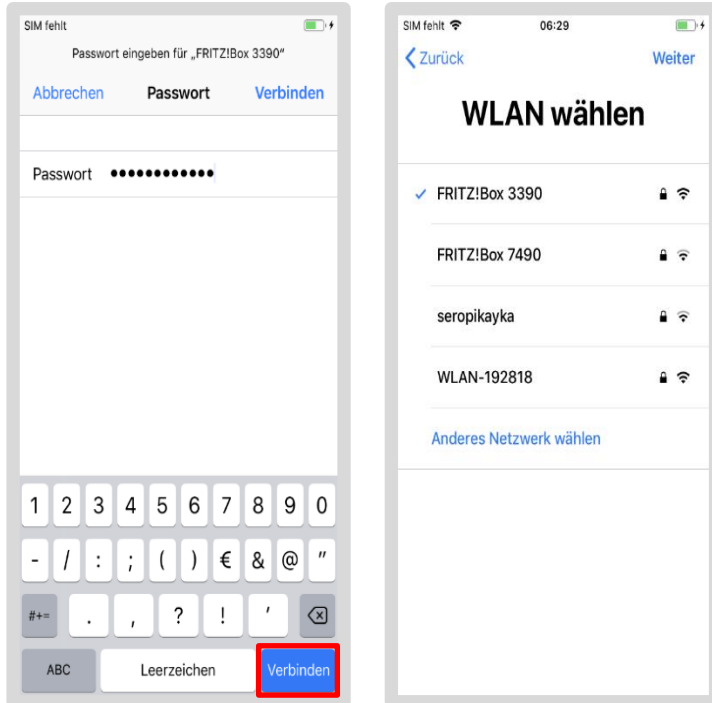 SIM fehlt
Passwort eingeben für „FRITZ!Box 3390"
Abbrechen Passwort Verbinden
Passwort ••••••••••••
1 2 3 4 5 6 7 8 9 0
- / : ; ( ) € & @ "
#+= . , ? ! '
ABC Leerzeichen Verbinden
SIM fehlt 06:29
Zurück Weiter
WLAN wählen
✓ FRITZ!Box 3390
FRITZ!Box 7490
seropikayka
WLAN-192818
Anderes Netzwerk wählen